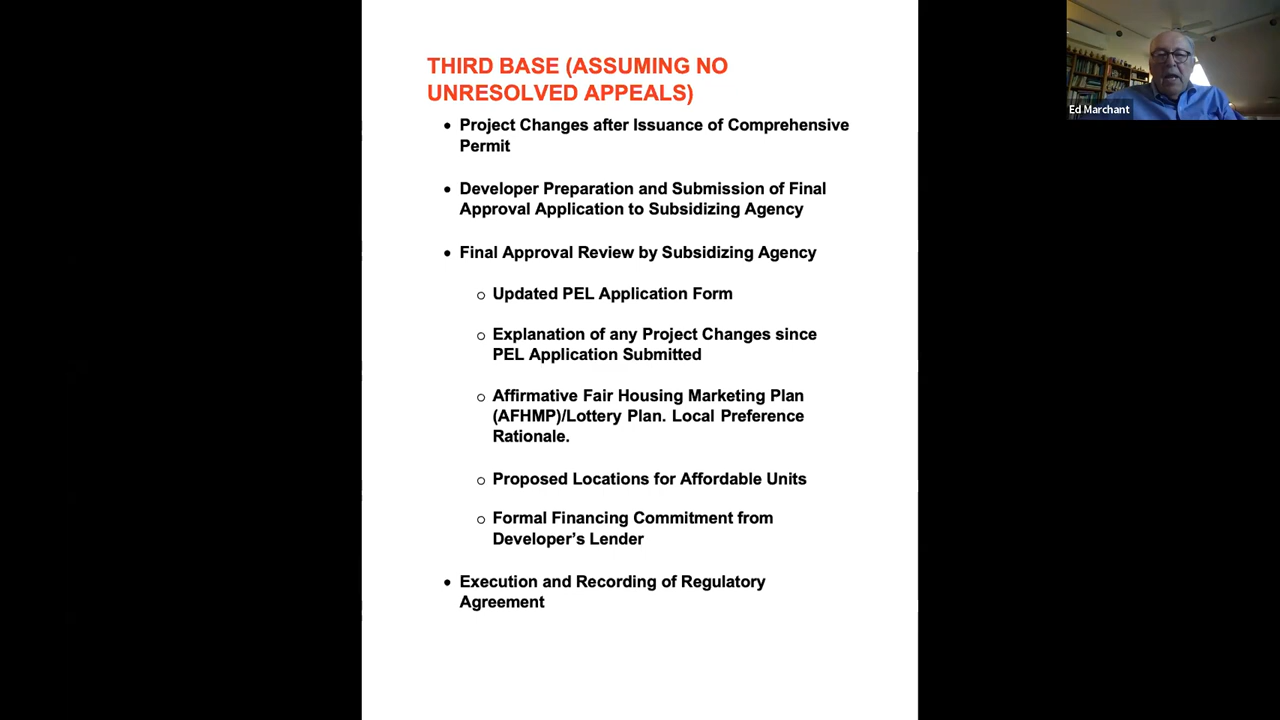 THIRD BASE (ASSUMING NO
UNRESOLVED APPEALS)
• Project Changes after Issuance of Comprehensive
Permit
• Developer Preparation and Submission of Final
Approval Application to Subsidizing Agency
• Final Approval Review by Subsidizing Agency
o Updated PEL Application Form
o Explanation of any Project Changes since
PEL Application Submitted
o Affirmative Fair Housing Marketing Plan
(AFHMP)/Lottery Plan. Local Preference
Rationale.
o Proposed Locations for Affordable Units
o Formal Financing Commitment from
Developer’s Lender
• Execution and Recording of Regulatory
Agreement
Ed Marchant